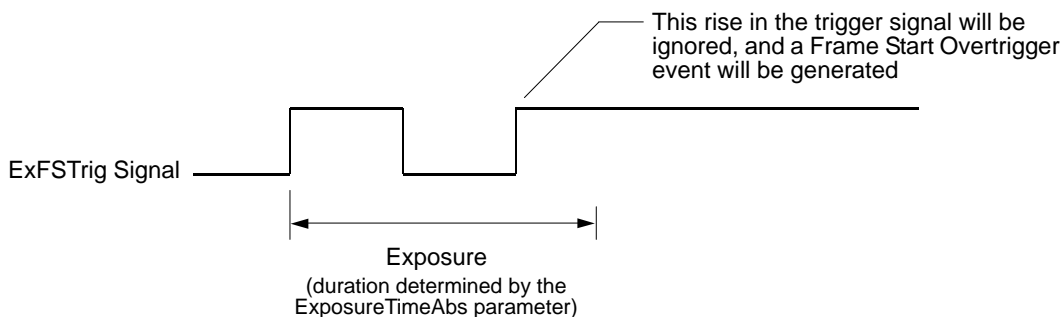 This rise in the trigger signal will be
ignored, and a Frame Start Overtrigger
event will be generated
ExFSTrig Signal
Exposure
(duration determined by the
ExposureTimeAbs parameter)